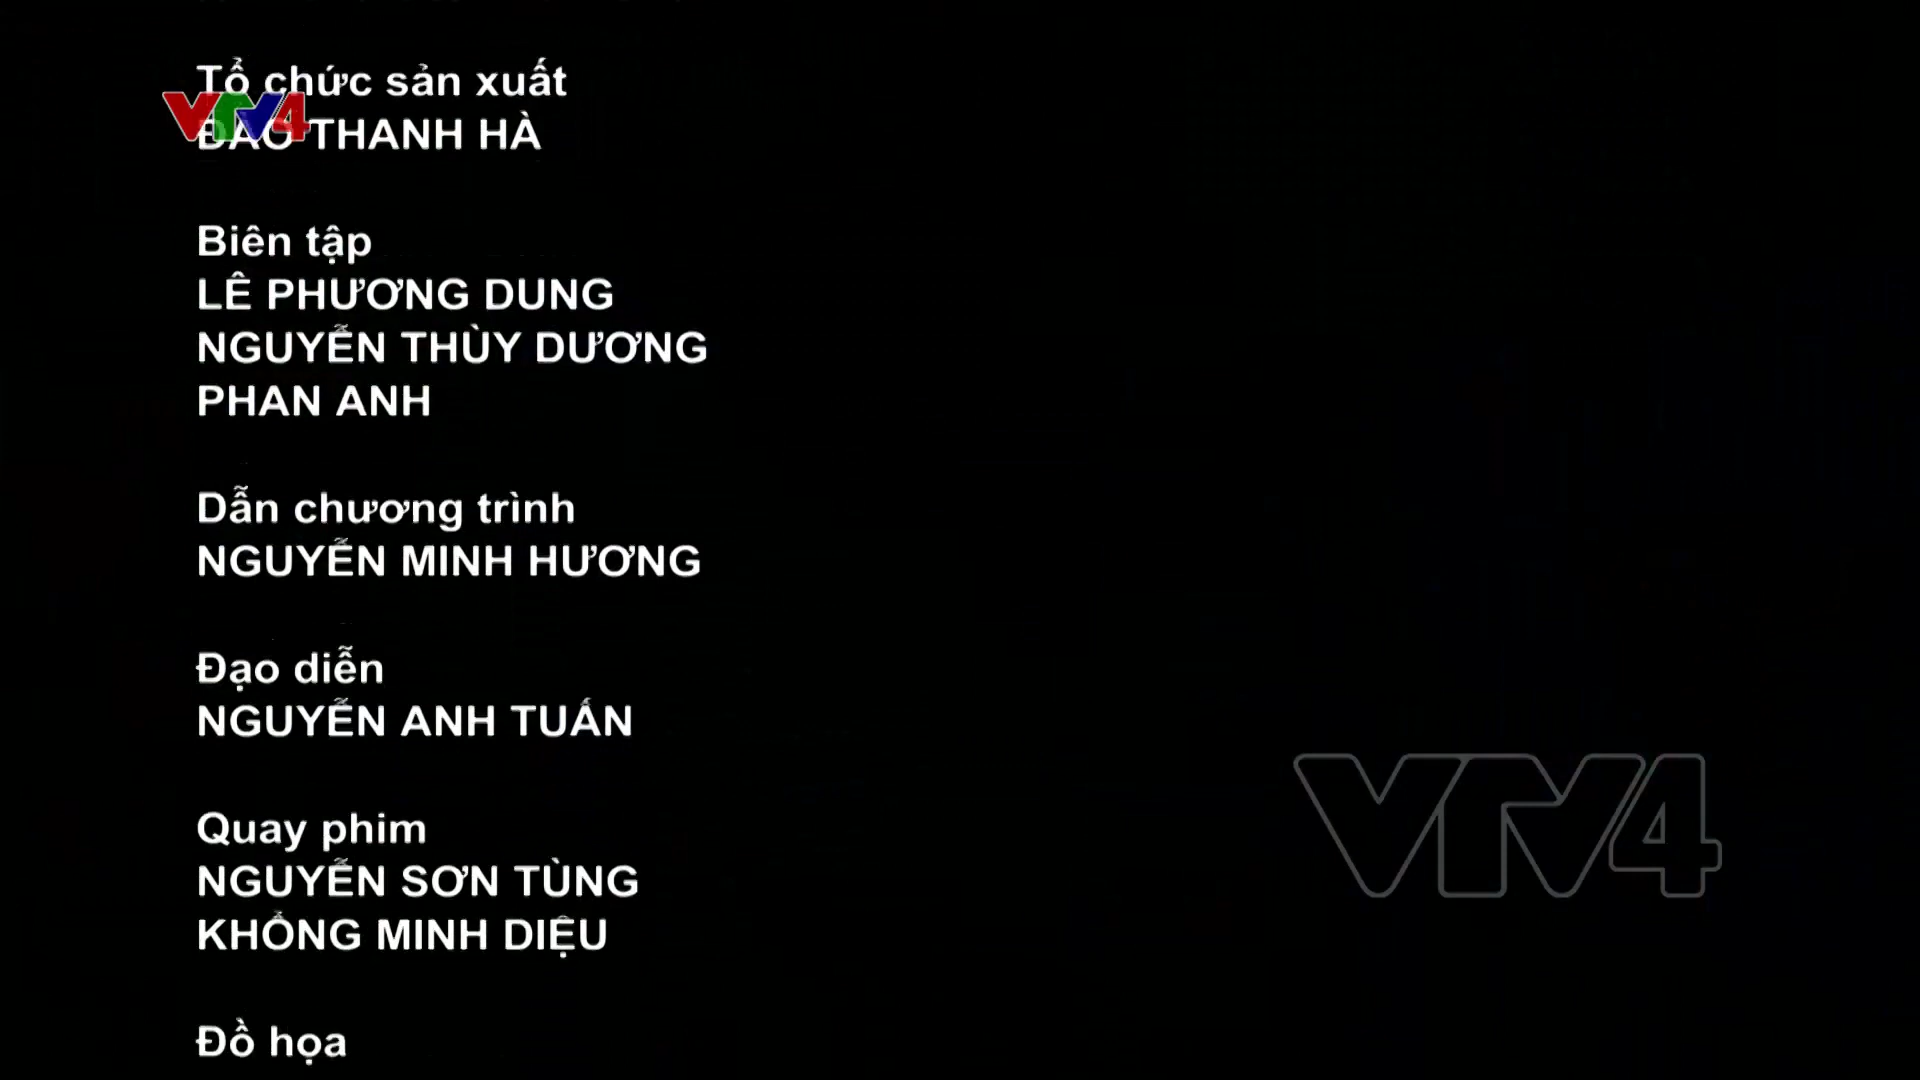 Tổ chức sản xuất
VTV4
ĐÀO THANH HÀ
Biên tập
LÊ PHƯƠNG DUNG
NGUYỄN THÙY DƯƠNG
PHAN ANH
Dẫn chương trình
NGUYỄN MINH HƯƠNG
Đạo diễn
NGUYỄN ANH TUẤN
Quay phim
NGUYỄN SƠN TÙNG
KHỔNG MINH DIỆU
VTV4
Đồ họa